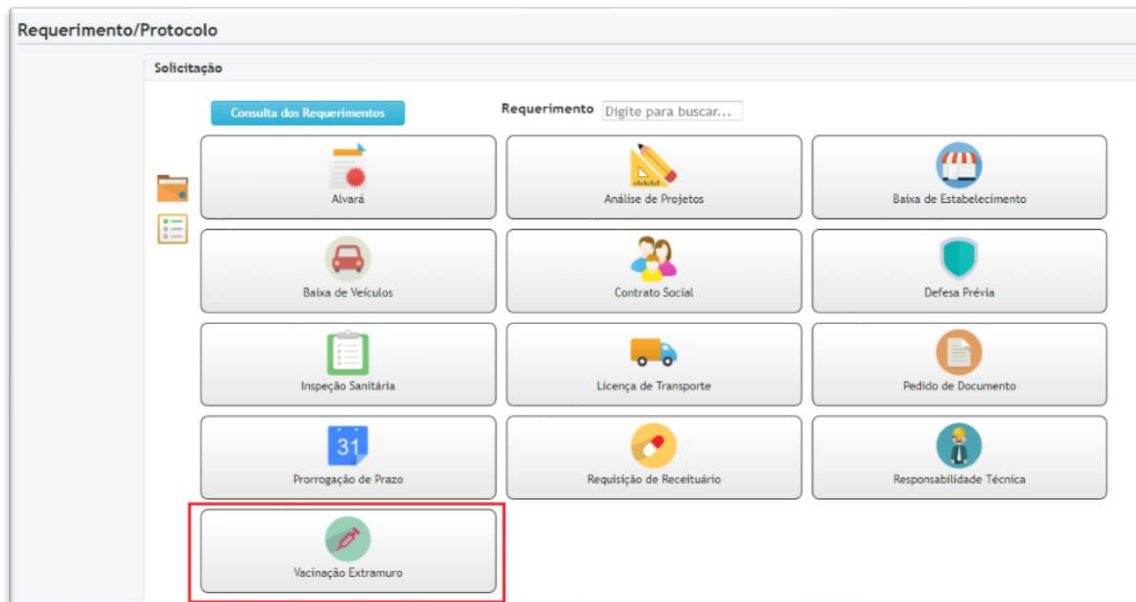 Requerimento/Protocolo
Solicitação
Consulta dos Requerimentos Requerimento Digite para buscar...
Alvará Análise de Projetos Baixa de Estabelecimento
Baixa de Veículos Contrato Social Defesa Prévia
Inspeção Sanitária Licença de Transporte Pedido de Documento
31
Prorrogação de Prazo Requisição de Receituário Responsabilidade Técnica
Vacinação Extramuro